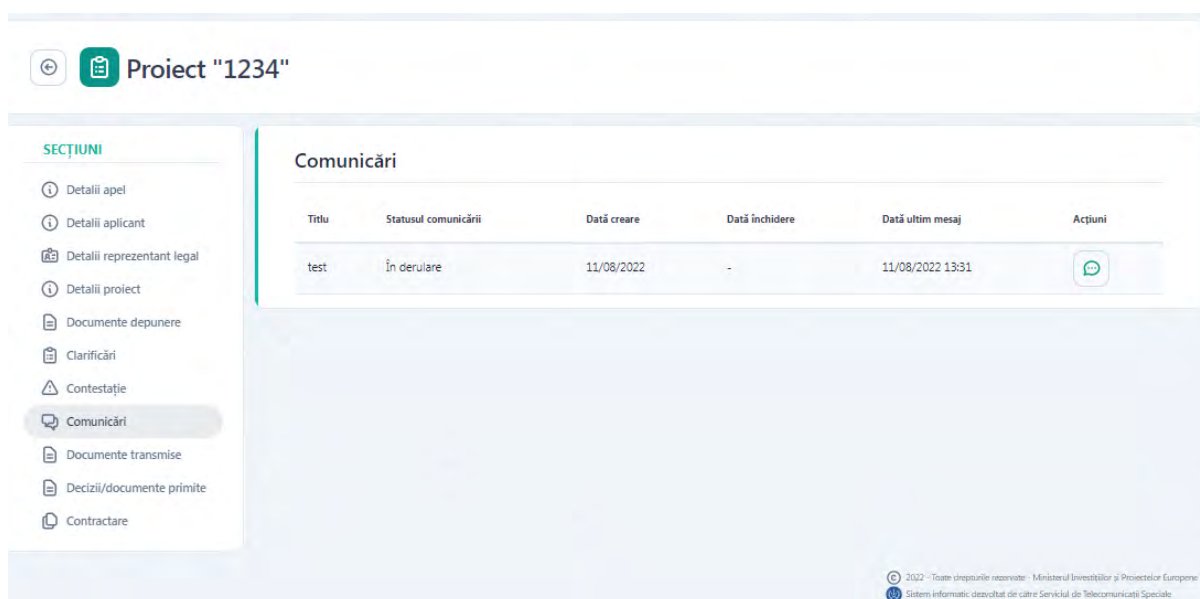 Proiect "1234"
SECȚIUNI
Detalii apel
Detalii aplicant
Detalii reprezentant legal
Detalii proiect
Documente depunere
Clarificări
Contestație
Comunicări
Documente transmise
Decizii/documente primite
Contractare
Comunicări
Titlu Statusul comunicării Dată creare Dată închidere Dată ultim mesaj Acțiuni
test În derulare 11/08/2022 - 11/08/2022 13:31
© 2022 - Toate drepturile rezervate - Ministerul Investițiilor și Proiectelor Europene
Sistem informatic dezvoltat de către Serviciul de Telecomunicații Speciale